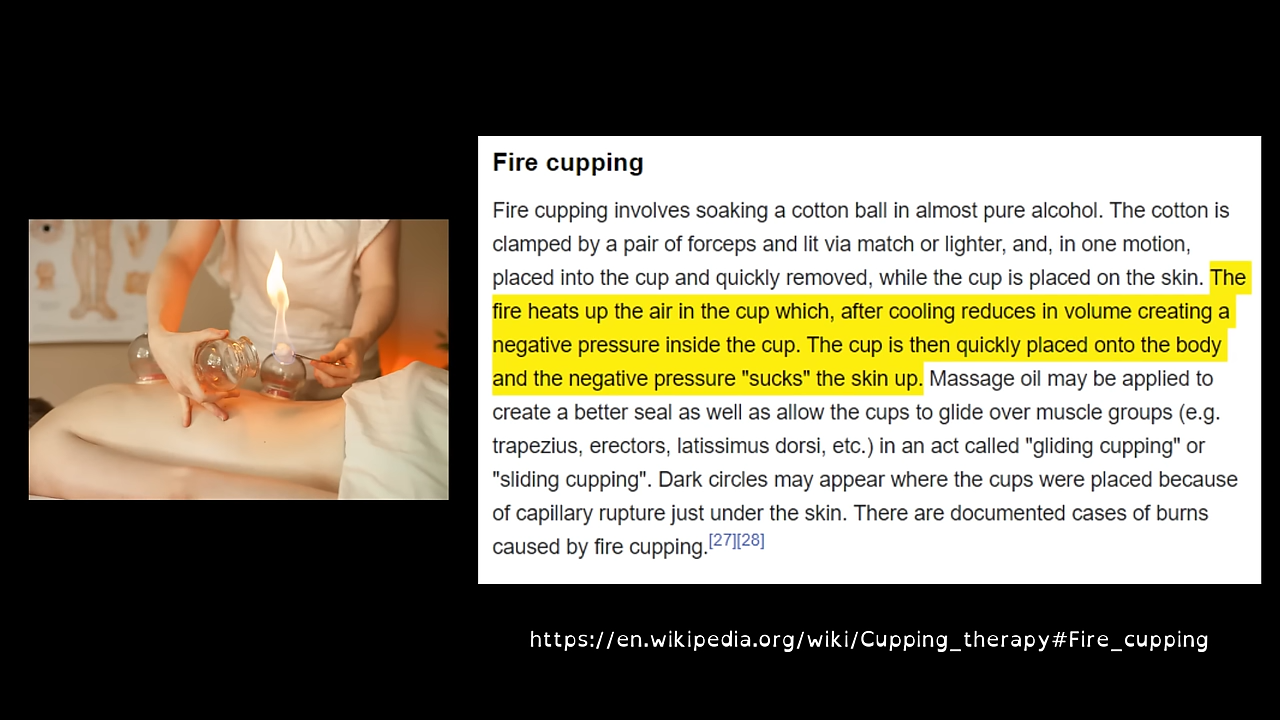 Fire cupping
Fire cupping involves soaking a cotton ball in almost pure alcohol. The cotton is
clamped by a pair of forceps and lit via match or lighter, and, in one motion,
placed into the cup and quickly removed, while the cup is placed on the skin. The
fire heats up the air in the cup which, after cooling reduces in volume creating a
negative pressure inside the cup. The cup is then quickly placed onto the body
and the negative pressure "sucks" the skin up. Massage oil may be applied to
create a better seal as well as allow the cups to glide over muscle groups (e.g.
trapezius, erectors, latissimus dorsi, etc.) in an act called "gliding cupping" or
"sliding cupping". Dark circles may appear where the cups were placed because
of capillary rupture just under the skin. There are documented cases of burns
caused by fire cupping.[27][28]
https://en.wikipedia.org/wiki/Cupping_therapy#Fire_cupping